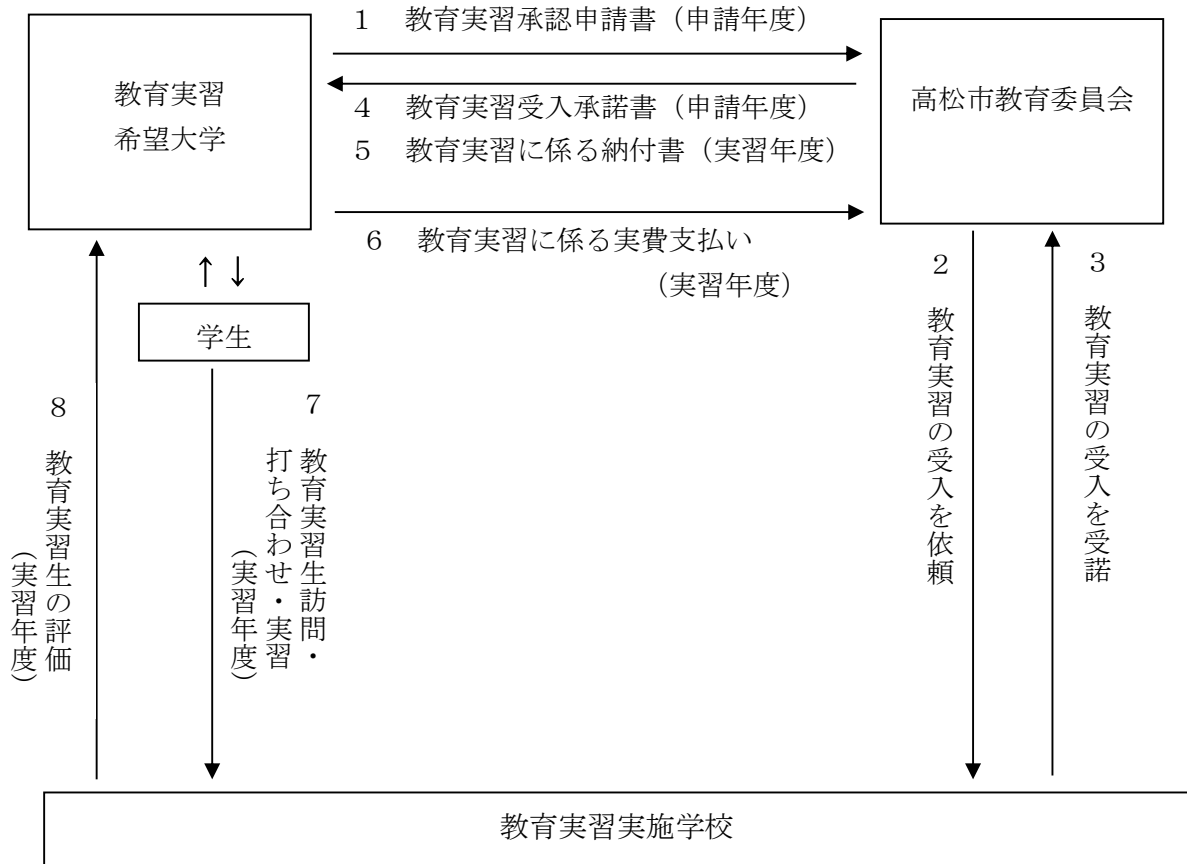 1　教育実習承認申請書（申請年度）
教育実習
希望大学
高松市教育委員会
4　教育実習受入承諾書（申請年度）
5　教育実習に係る納付書（実習年度）
6　教育実習に係る実費支払い
（実習年度）
↑↓
学生
2　教育実習の受入を依頼
3　教育実習の受入を受諾
7　教育実習生訪問・
打ち合わせ・実習
（実習年度）
8　教育実習生の評価
（実習年度）
教育実習実施学校